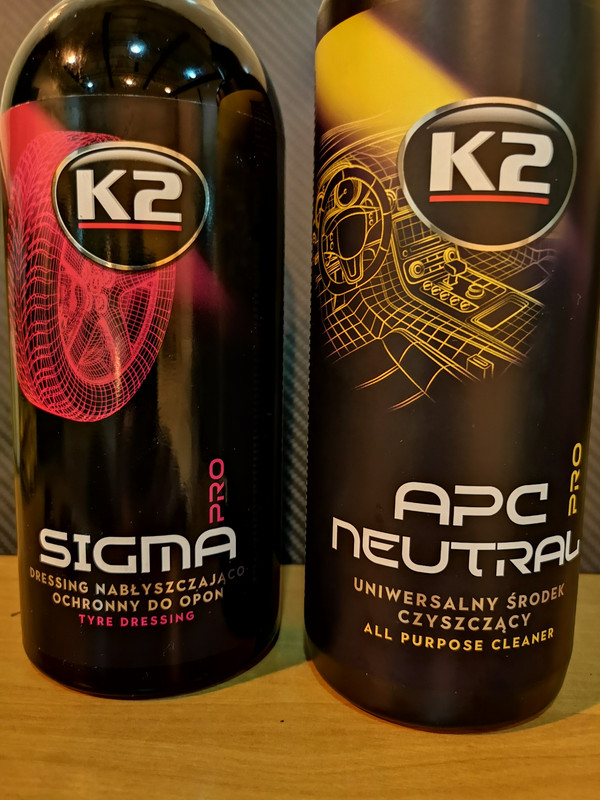 K2
PRO
SIGMA
DRESSING NABŁYSZCZAJĄCO
OCHRONNY DO OPON
TYRE DRESSING
K2
PRO
APC
NEUTRAL
UNIWERSALNY ŚRODEK
CZYSZCZĄCY
ALL PURPOSE CLEANER